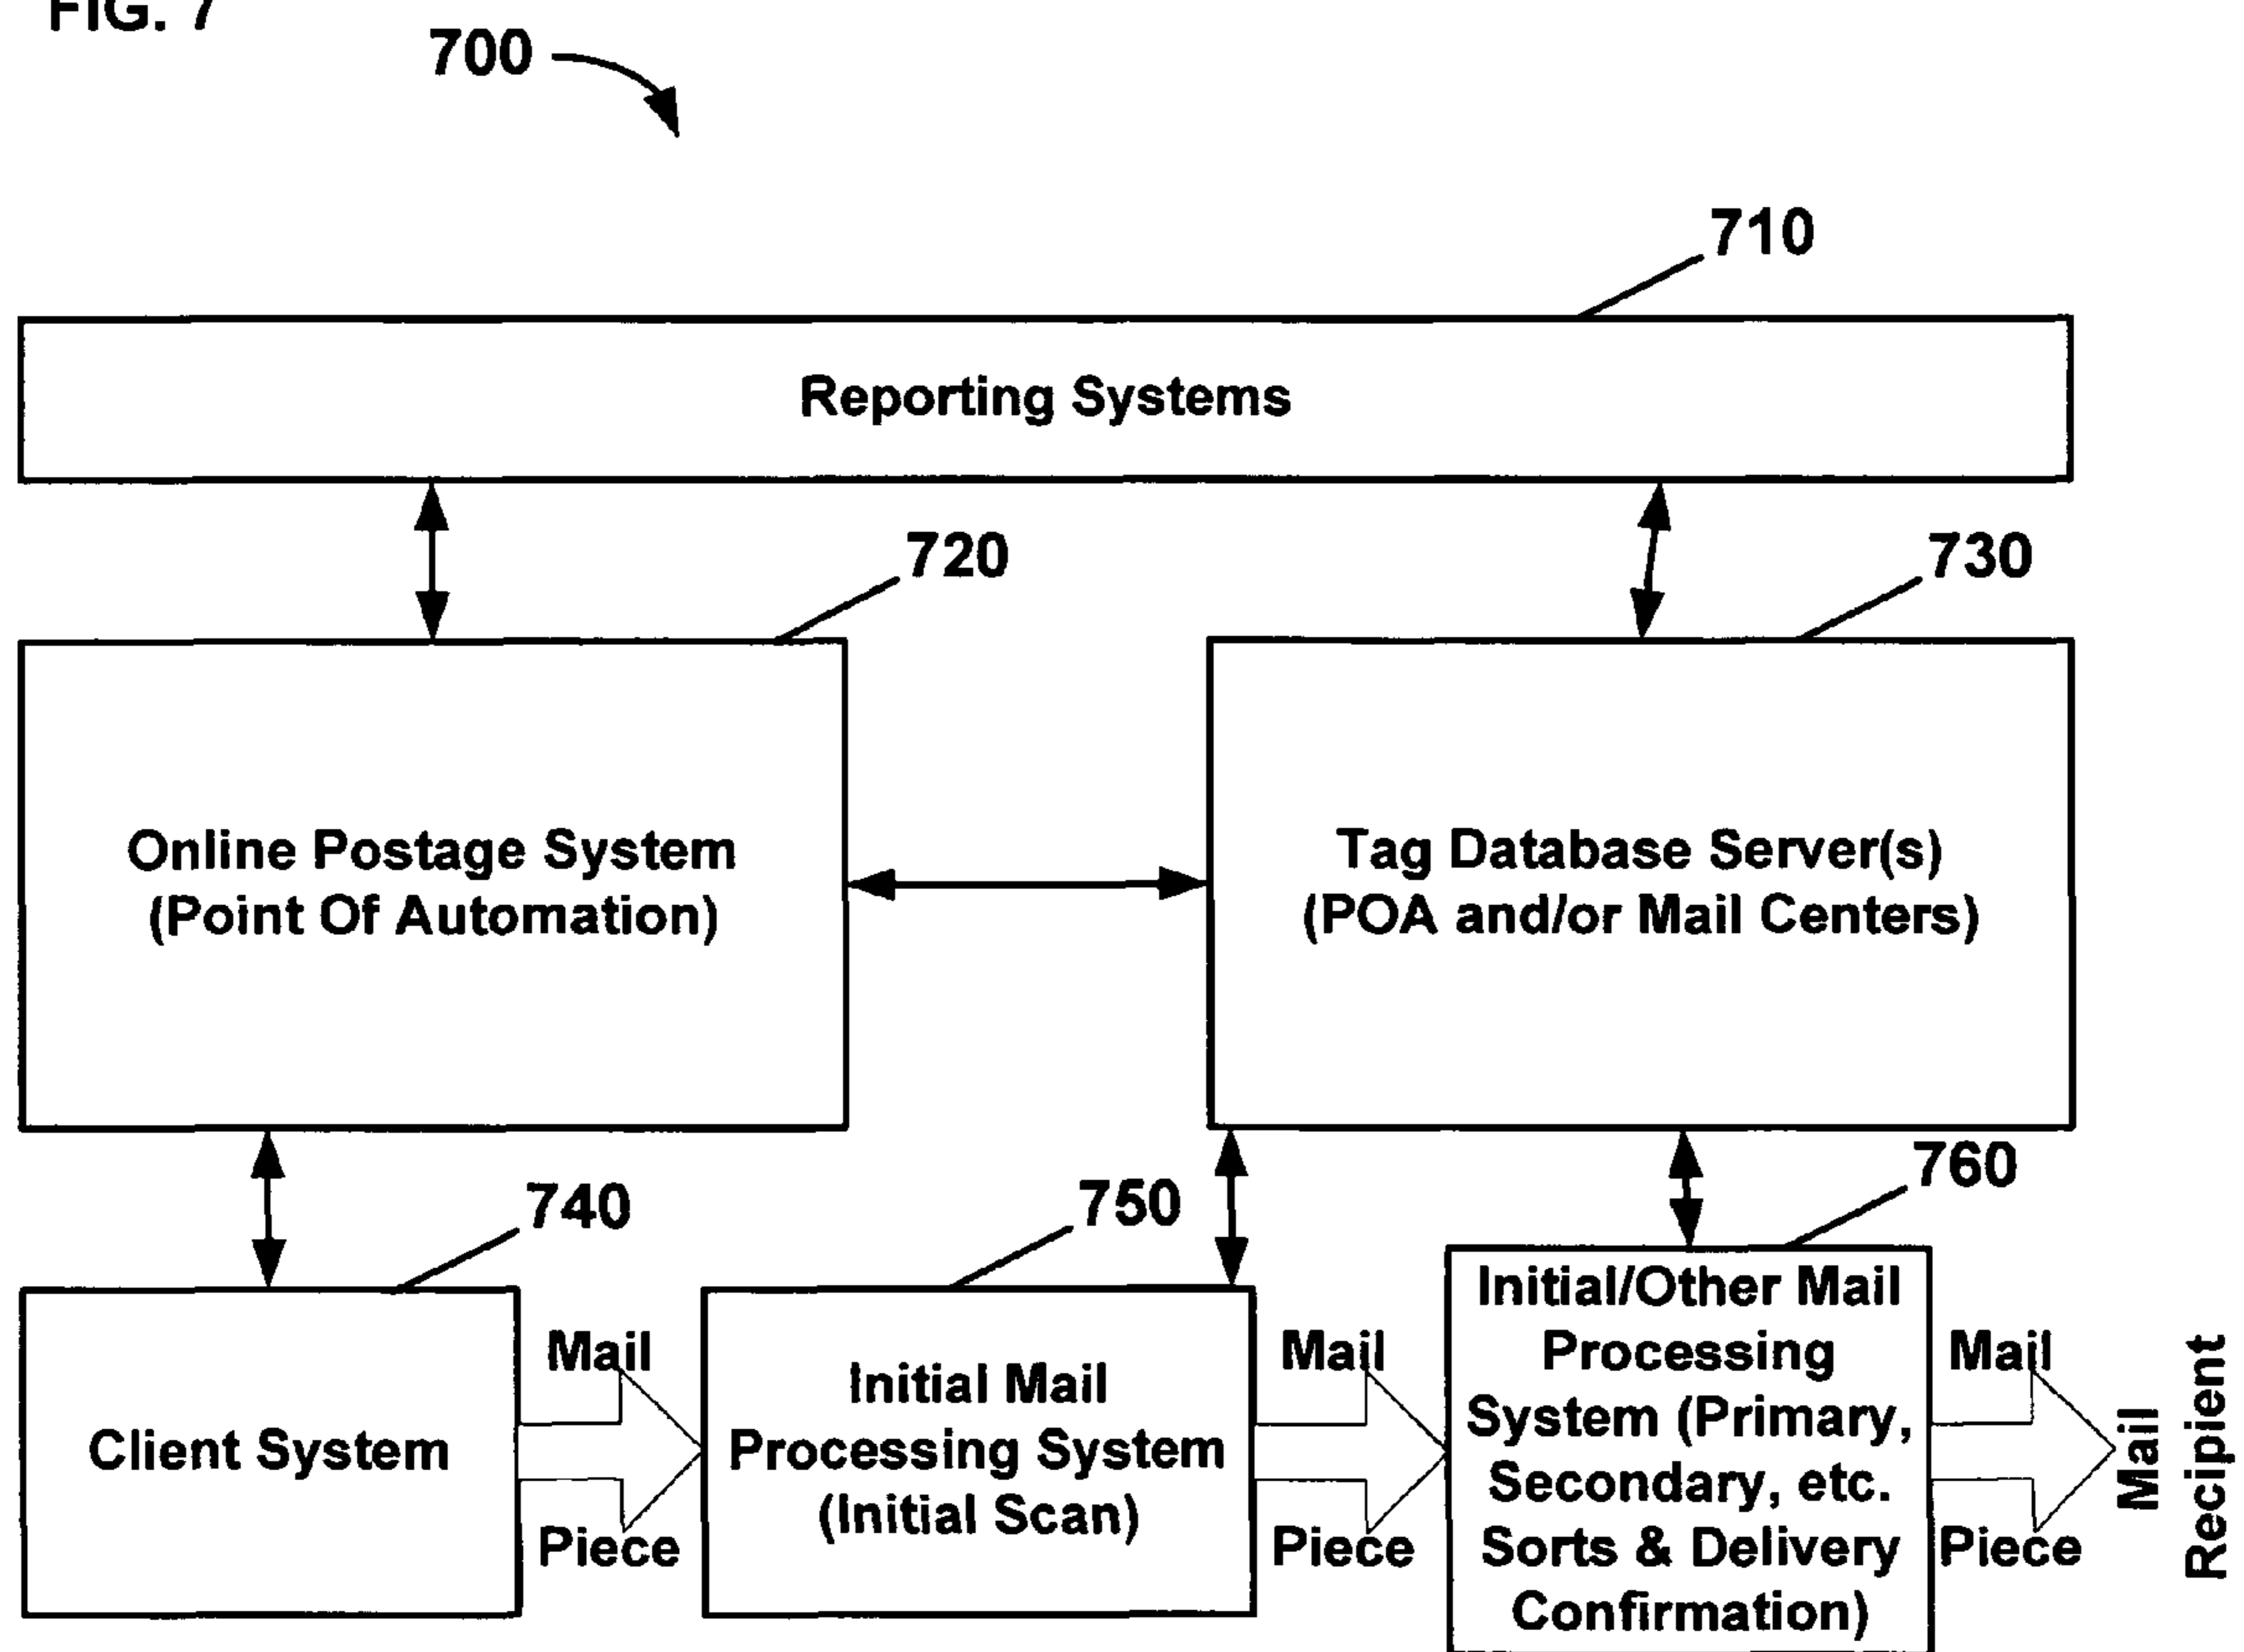 FIG. 7
700
710
Reporting Systems
720
730
Online Postage System
(Point Of Automation)
Tag Database Server(s)
(POA and/or Mail Centers)
740
750
760
Client System
Mail
Piece
Initial Mail
Processing System
(Initial Scan)
Mail
Piece
Initial/Other Mail
Processing
System (Primary,
Secondary, etc.
Sorts & Delivery
Confirmation)
Mail
Piece
Mail
Recipient